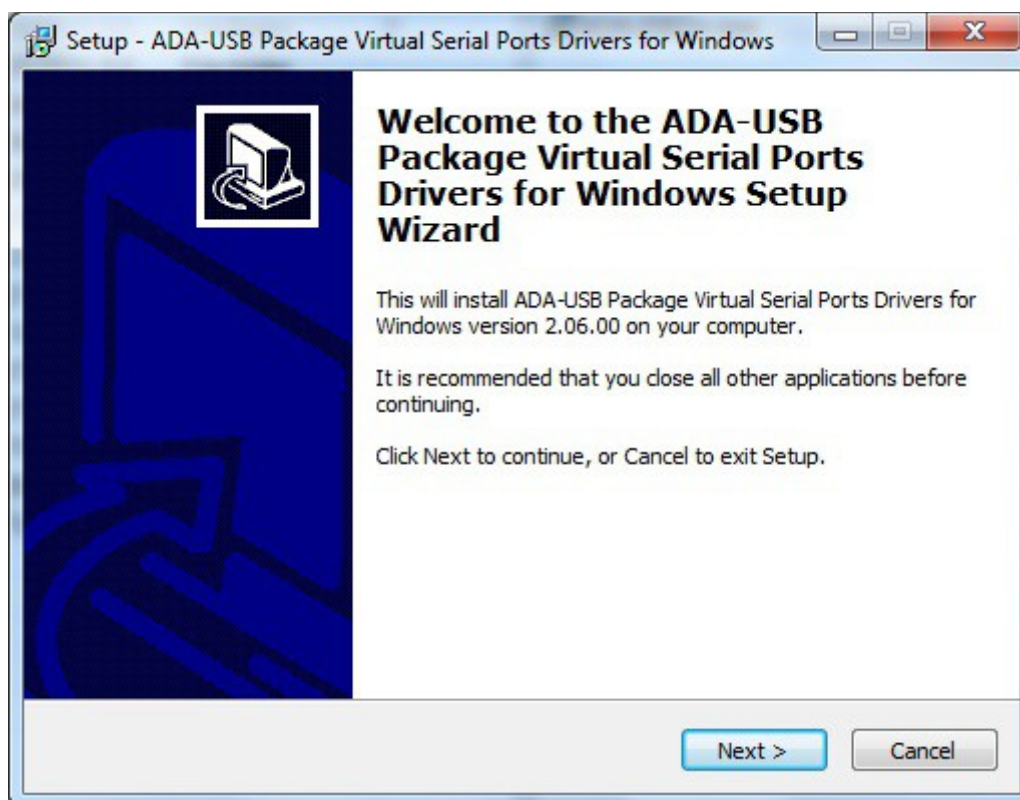 Setup - ADA-USB Package Virtual Serial Ports Drivers for Windows
Welcome to the ADA-USB
Package Virtual Serial Ports
Drivers for Windows Setup
Wizard
This will install ADA-USB Package Virtual Serial Ports Drivers for
Windows version 2.06.00 on your computer.
It is recommended that you close all other applications before
continuing.
Click Next to continue, or Cancel to exit Setup.
Next >
Cancel